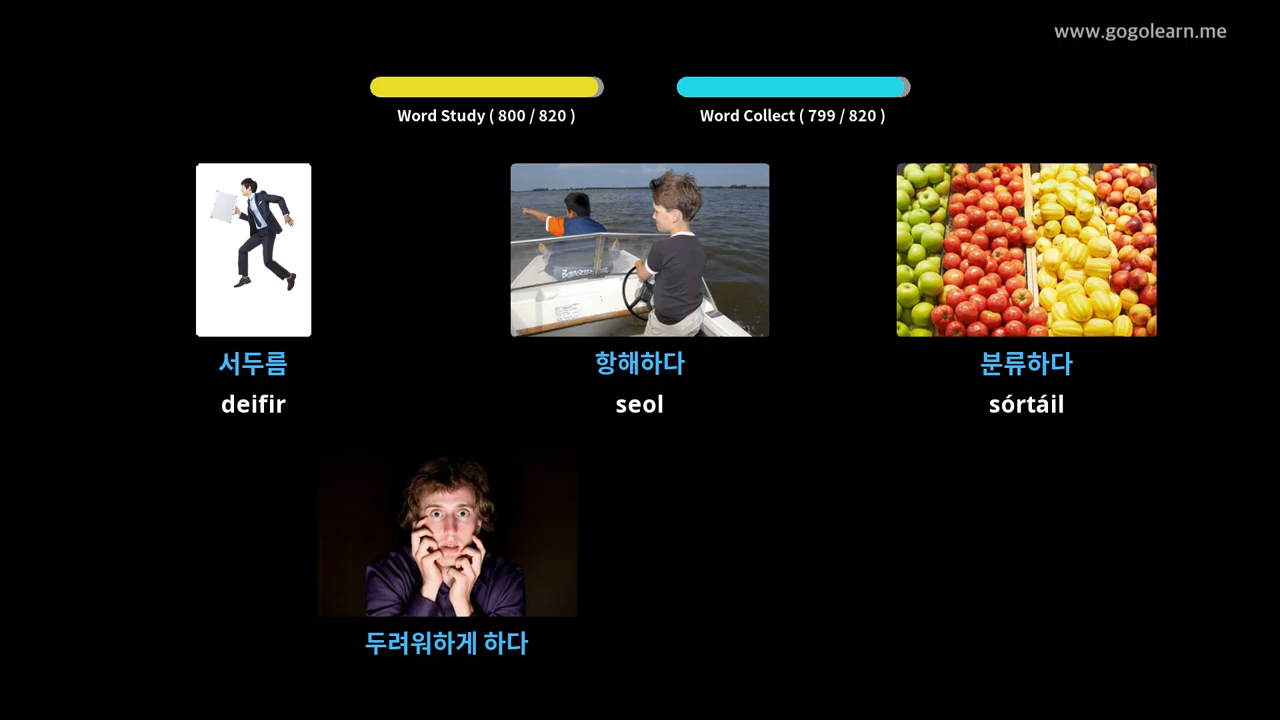 www.gogolearn.me
Word Study ( 800 / 820 )
Word Collect ( 799 / 820 )
서두름
항해하다
분류하다
deifir
seol
sórtáil
두려워하게 하다